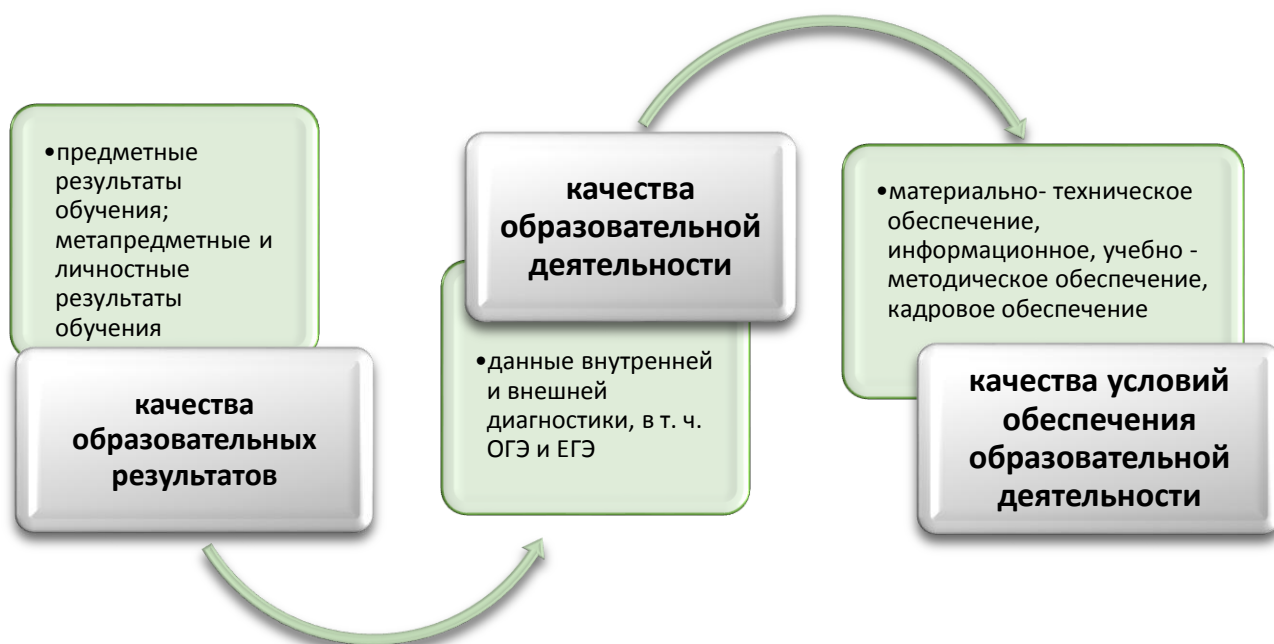 •предметные
результаты
обучения;
метапредметные и
личностные
результаты
обучения
качества
образовательных
результатов
качества
образовательной
деятельности
•данные внутренней
и внешней
диагностики, в т. ч.
ОГЭ и ЕГЭ
•материально- техническое
обеспечение,
информационное, учебно -
методическое обеспечение,
кадровое обеспечение
качества условий
обеспечения
образовательной
деятельности